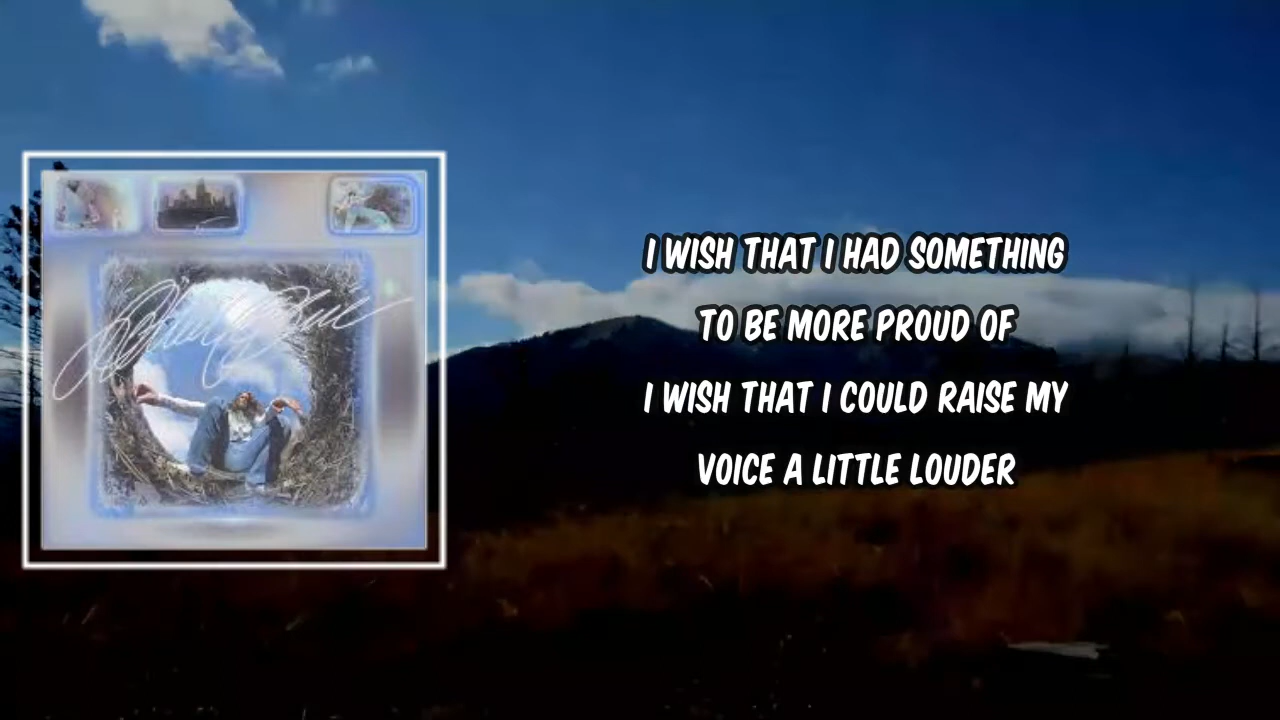 I WISH THAT I HAD SOMETHING
TO BE MORE PROUD OF
I WISH THAT I COULD RAISE MY
VOICE A LITTLE LOUDER